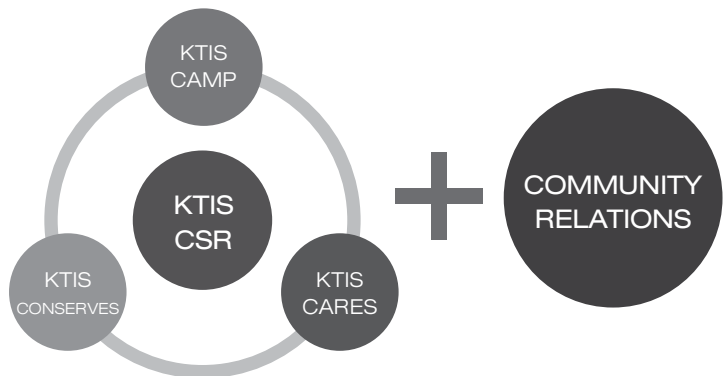 KTIS
CAMP
KTIS
CSR
KTIS
CONSERVES
KTIS
CARES
COMMUNITY
RELATIONS